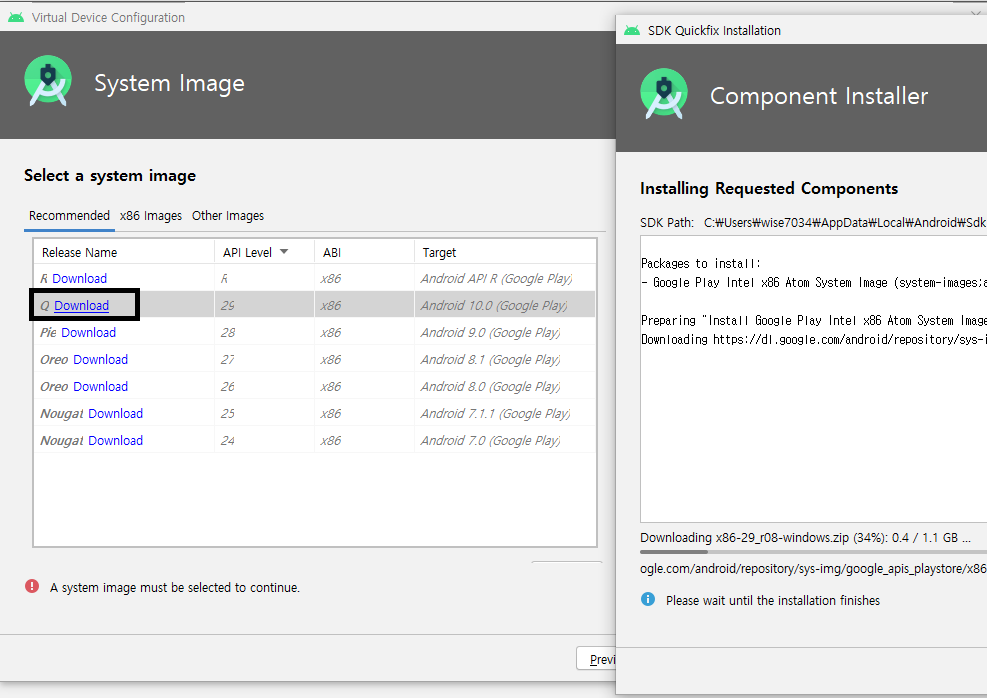 Virtual Device Configuration
System Image
Select a system image
Recommended x86 Images Other Images
Release Name API Level ABI Target
R Download R x86 Android API R (Google Play)
Q Download 29 x86 Android 10.0 (Google Play)
Pie Download 28 x86 Android 9.0 (Google Play)
Oreo Download 27 x86 Android 8.1 (Google Play)
Oreo Download 26 x86 Android 8.0 (Google Play)
Nougat Download 25 x86 Android 7.1.1 (Google Play)
Nougat Download 24 x86 Android 7.0 (Google Play)
A system image must be selected to continue.
Previ
SDK Quickfix Installation
Component Installer
Installing Requested Components
SDK Path: C:₩Users₩wise7034₩AppData₩Local₩Android₩Sdk
Packages to install:
- Google Play Intel x86 Atom System Image (system-images;a
Preparing "Install Google Play Intel x86 Atom System Image
Downloading https://dl.google.com/android/repository/sys-i
Downloading x86-29_r08-windows.zip (34%): 0.4 / 1.1 GB ...
ogle.com/android/repository/sys-img/google_apis_playstore/x86
Please wait until the installation finishes